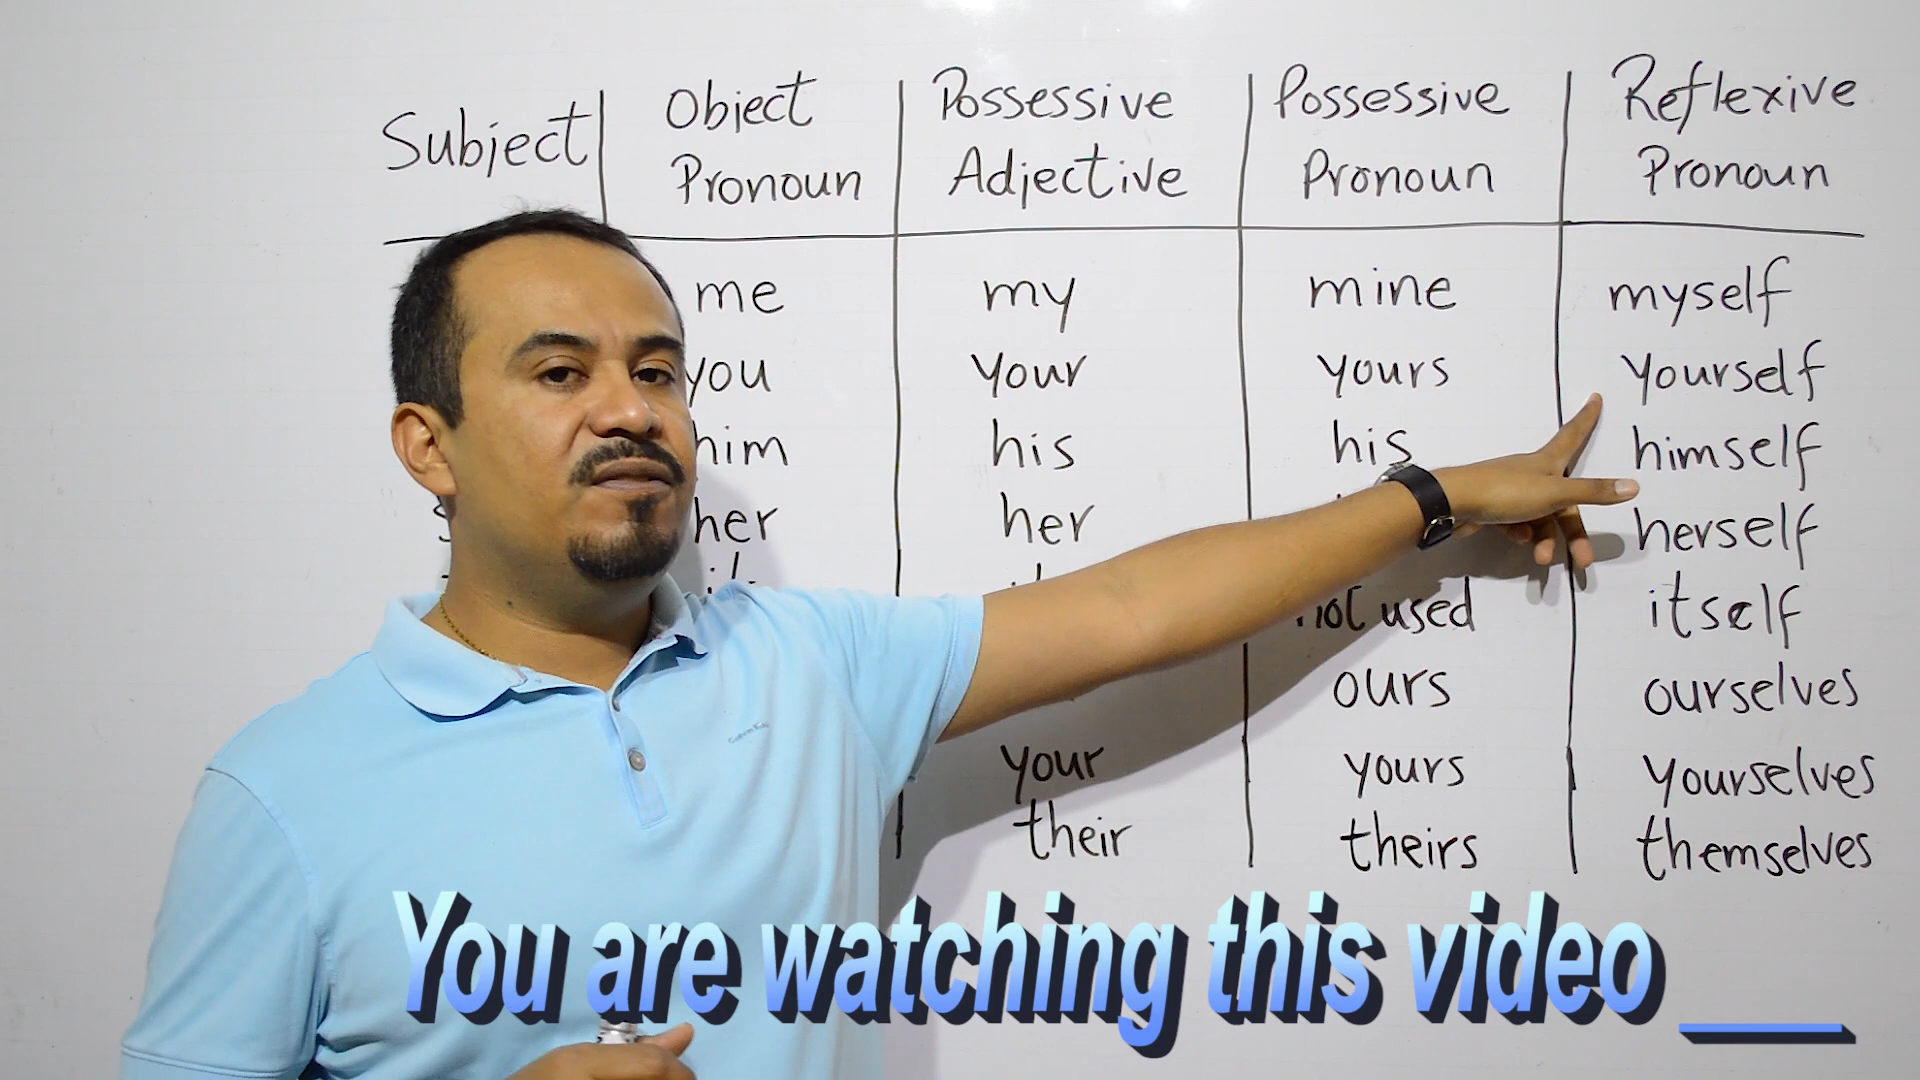 Subject Object Pronoun Possessive Adjective Possessive Pronoun Reflexive Pronoun
me my mine myself
you your yours yourself
him his his himself
her her herself
not used itself
ours ourselves
your yours yourselves
their theirs themselves
You are watching this video ___